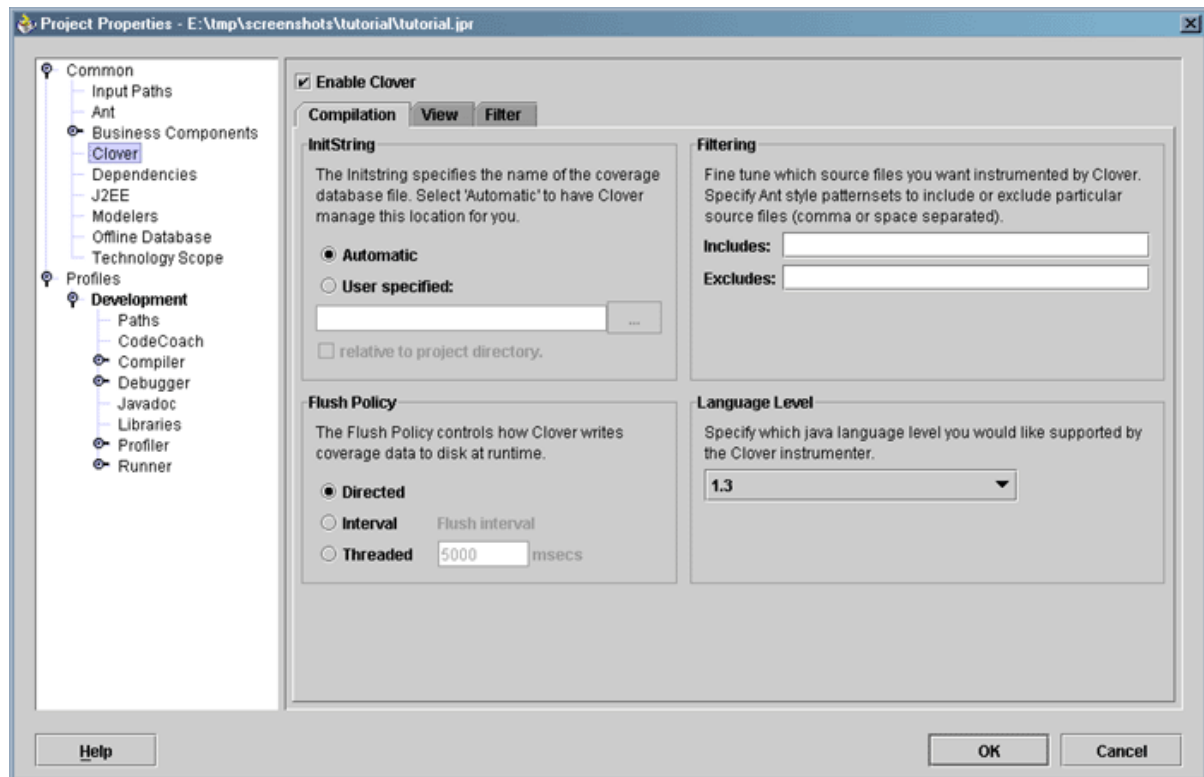 Project Properties - E:\tmp\screenshots\tutorial\tutorial.jpr
Common
Input Paths
Ant
Business Components
Clover
Dependencies
J2EE
Modelers
Offline Database
Technology Scope
Profiles
Development
Paths
CodeCoach
Compiler
Debugger
Javadoc
Libraries
Profiler
Runner
Enable Clover
Compilation View Filter
InitString
The Initstring specifies the name of the coverage
database file. Select 'Automatic' to have Clover
manage this location for you.
Automatic
User specified:
...
relative to project directory.
Filtering
Fine tune which source files you want instrumented by Clover.
Specify Ant style patternsets to include or exclude particular
source files (comma or space separated).
Includes:
Excludes:
Flush Policy
The Flush Policy controls how Clover writes
coverage data to disk at runtime.
Directed
Interval Flush interval
Threaded 5000 msecs
Language Level
Specify which java language level you would like supported by
the Clover instrumenter.
1.3
Help OK Cancel